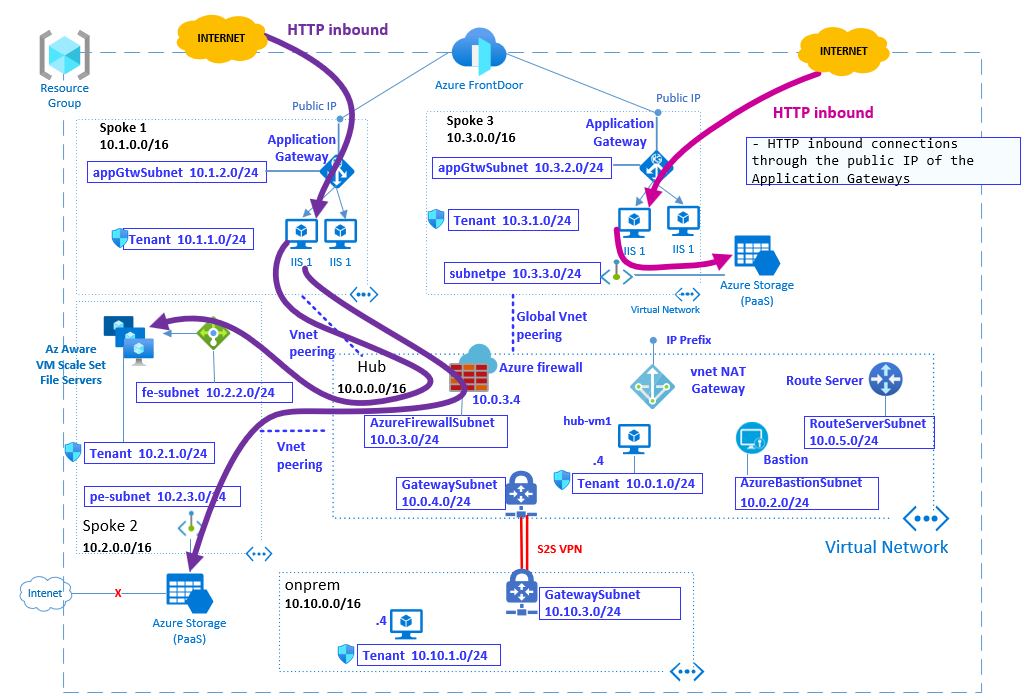 INTERNET
HTTP inbound
INTERNET
Resource
Group
Azure FrontDoor
Public IP
Public IP
HTTP inbound
Spoke 1
10.1.0.0/16
Application
Gateway
appGtwSubnet 10.1.2.0/24
Spoke 3
10.3.0.0/16
Application
Gateway
appGtwSubnet 10.3.2.0/24
- HTTP inbound connections
through the public IP of the
Application Gateways
Tenant 10.1.1.0/24
IIS 1
IIS 1
Tenant 10.3.1.0/24
IIS 1
IIS 1
subnetpe 10.3.3.0/24
Azure Storage
(PaaS)
Virtual Network
Global Vnet
peering
Vnet
peering
Az Aware
VM Scale Set
File Servers
fe-subnet 10.2.2.0/24
Tenant 10.2.1.0/24
pe-subnet 10.2.3.0/24
Spoke 2
10.2.0.0/16
Vnet
peering
Hub
10.0.0.0/16
Azure firewall
10.0.3.4
AzureFirewallSubnet
10.0.3.0/24
IP Prefix
vnet NAT
Gateway
Route Server
RouteServerSubnet
10.0.5.0/24
hub-vm1
.4
Tenant 10.0.1.0/24
Bastion
AzureBastionSubnet
10.0.2.0/24
GatewaySubnet
10.0.4.0/24
Virtual Network
S2S VPN
Intenet
X
Azure Storage
(PaaS)
onprem
10.10.0.0/16
.4
Tenant 10.10.1.0/24
GatewaySubnet
10.10.3.0/24